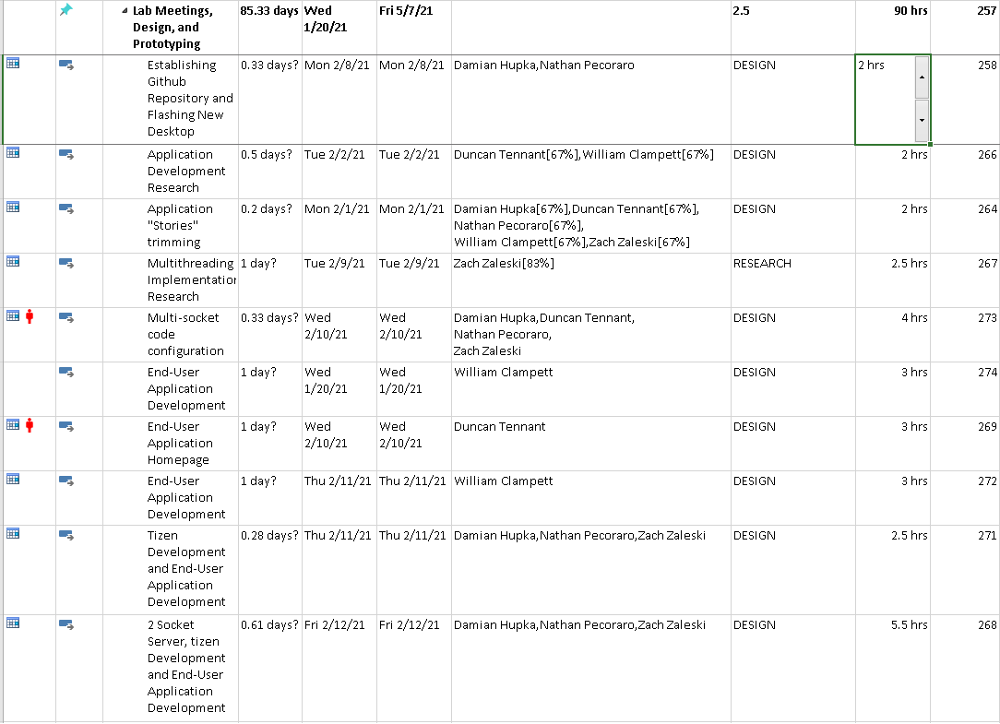 Lab Meetings, Design, and Prototyping 85.33 days Wed 1/20/21 Fri 5/7/21 2.5 90 hrs 257
Establishing Github Repository and Flashing New Desktop 0.33 days? Mon 2/8/21 Mon 2/8/21 Damian Hupka,Nathan Pecoraro DESIGN 2 hrs 258
Application Development Research 0.5 days? Tue 2/2/21 Tue 2/2/21 Duncan Tennant[67%],William Clampett[67%] DESIGN 2 hrs 266
Application "Stories" trimming 0.2 days? Mon 2/1/21 Mon 2/1/21 Damian Hupka[67%],Duncan Tennant[67%], Nathan Pecoraro[67%], William Clampett[67%],Zach Zaleski[67%] DESIGN 2 hrs 264
Multithreading Implementation Research 1 day? Tue 2/9/21 Tue 2/9/21 Zach Zaleski[83%] RESEARCH 2.5 hrs 267
Multi-socket code configuration 0.33 days? Wed 2/10/21 Wed 2/10/21 Damian Hupka,Duncan Tennant, Nathan Pecoraro, Zach Zaleski DESIGN 4 hrs 273
End-User Application Development 1 day? Wed 1/20/21 Wed 1/20/21 William Clampett DESIGN 3 hrs 274
End-User Application Homepage 1 day? Wed 2/10/21 Wed 2/10/21 Duncan Tennant DESIGN 3 hrs 269
End-User Application Development 1 day? Thu 2/11/21 Thu 2/11/21 William Clampett DESIGN 3 hrs 272
Tizen Development and End-User Application Development 0.28 days? Thu 2/11/21 Thu 2/11/21 Damian Hupka,Nathan Pecoraro,Zach Zaleski DESIGN 2.5 hrs 271
2 Socket Server, tizen Development and End-User Application Development 0.61 days? Fri 2/12/21 Fri 2/12/21 Damian Hupka,Nathan Pecoraro,Zach Zaleski DESIGN 5.5 hrs 268